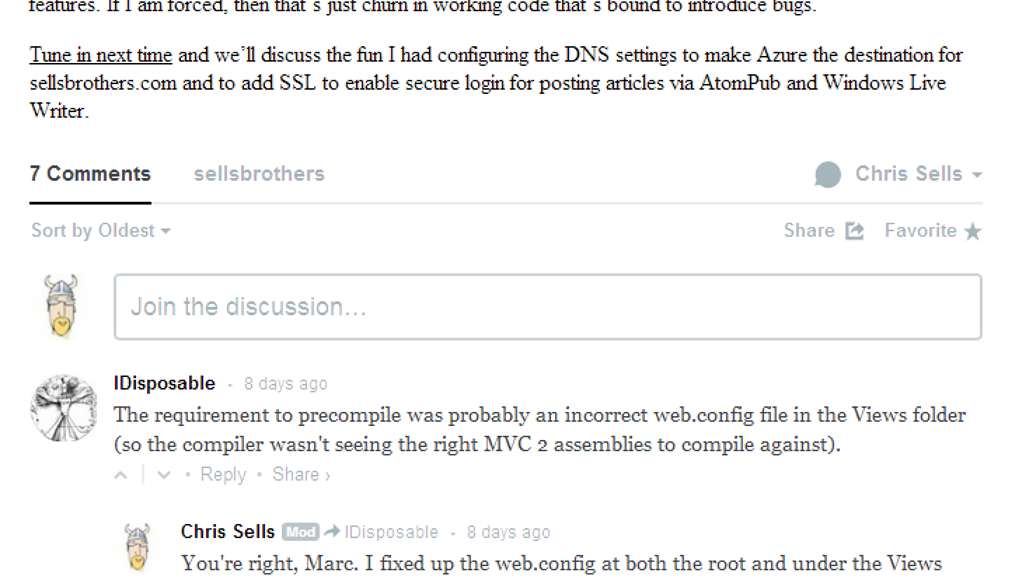 features. If I am forced, then that's just churn in working code that's bound to introduce bugs.
Tune in next time and we'll discuss the fun I had configuring the DNS settings to make Azure the destination for
sellsbrothers.com and to add SSL to enable secure login for posting articles via AtomPub and Windows Live
Writer.
7 Comments sellsbrothers Chris Sells
Sort by Oldest Share Favorite
Join the discussion...
IDisposable - 8 days ago
The requirement to precompile was probably an incorrect web.config file in the Views folder
(so the compiler wasn't seeing the right MVC 2 assemblies to compile against).
• Reply • Share ›
Chris Sells Mod IDisposable - 8 days ago
You're right, Marc. I fixed up the web.config at both the root and under the Views